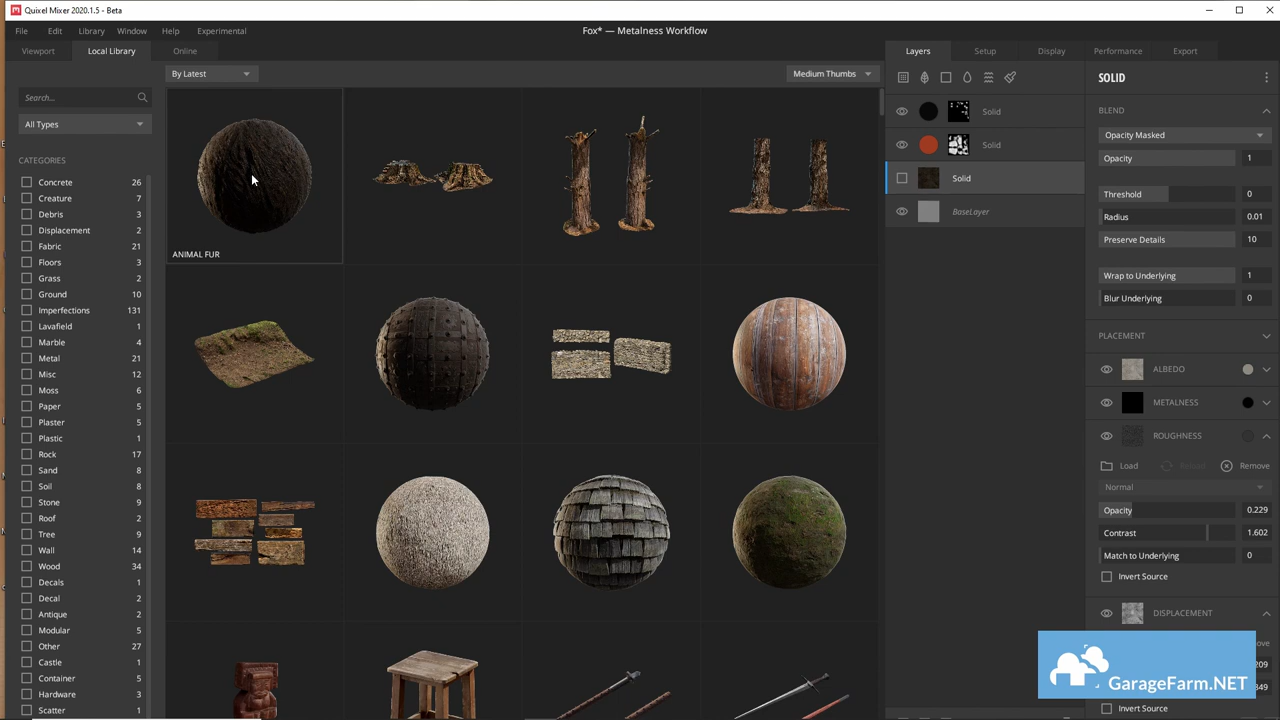 Quixel Mixer 2020.1.5 - Beta
File Edit Library Window Help Experimental
Fox* — Metalness Workflow
Viewport Local Library Online
Layers Setup Display Performance Export
By Latest
Medium Thumbs
Search...
All Types
CATEGORIES
Concrete 26
Creature 7
Debris 3
Displacement 2
Fabric 21
Floors 3
Grass 2
Ground 10
Imperfections 131
Lavafield 1
Marble 4
Metal 21
Misc 12
Moss 6
Paper 5
Plaster 5
Plastic 1
Rock 17
Sand 8
Soil 8
Stone 9
Roof 2
Tree 9
Wall 14
Wood 34
Decals 1
Decal 2
Antique 2
Modular 5
Other 27
Castle 1
Container 5
Hardware 3
Scatter 1
ANIMAL FUR
Solid
Solid
Solid
BaseLayer
SOLID
BLEND
Opacity Masked
Opacity 1
Threshold 0
Radius 0.01
Preserve Details 10
Wrap to Underlying 1
Blur Underlying 0
PLACEMENT
ALBEDO
METALNESS
ROUGHNESS
Load Reload Remove
Normal
Opacity 0.229
Contrast 1.602
Match to Underlying 0
Invert Source
DISPLACEMENT
GarageFarm.NET
Invert Source